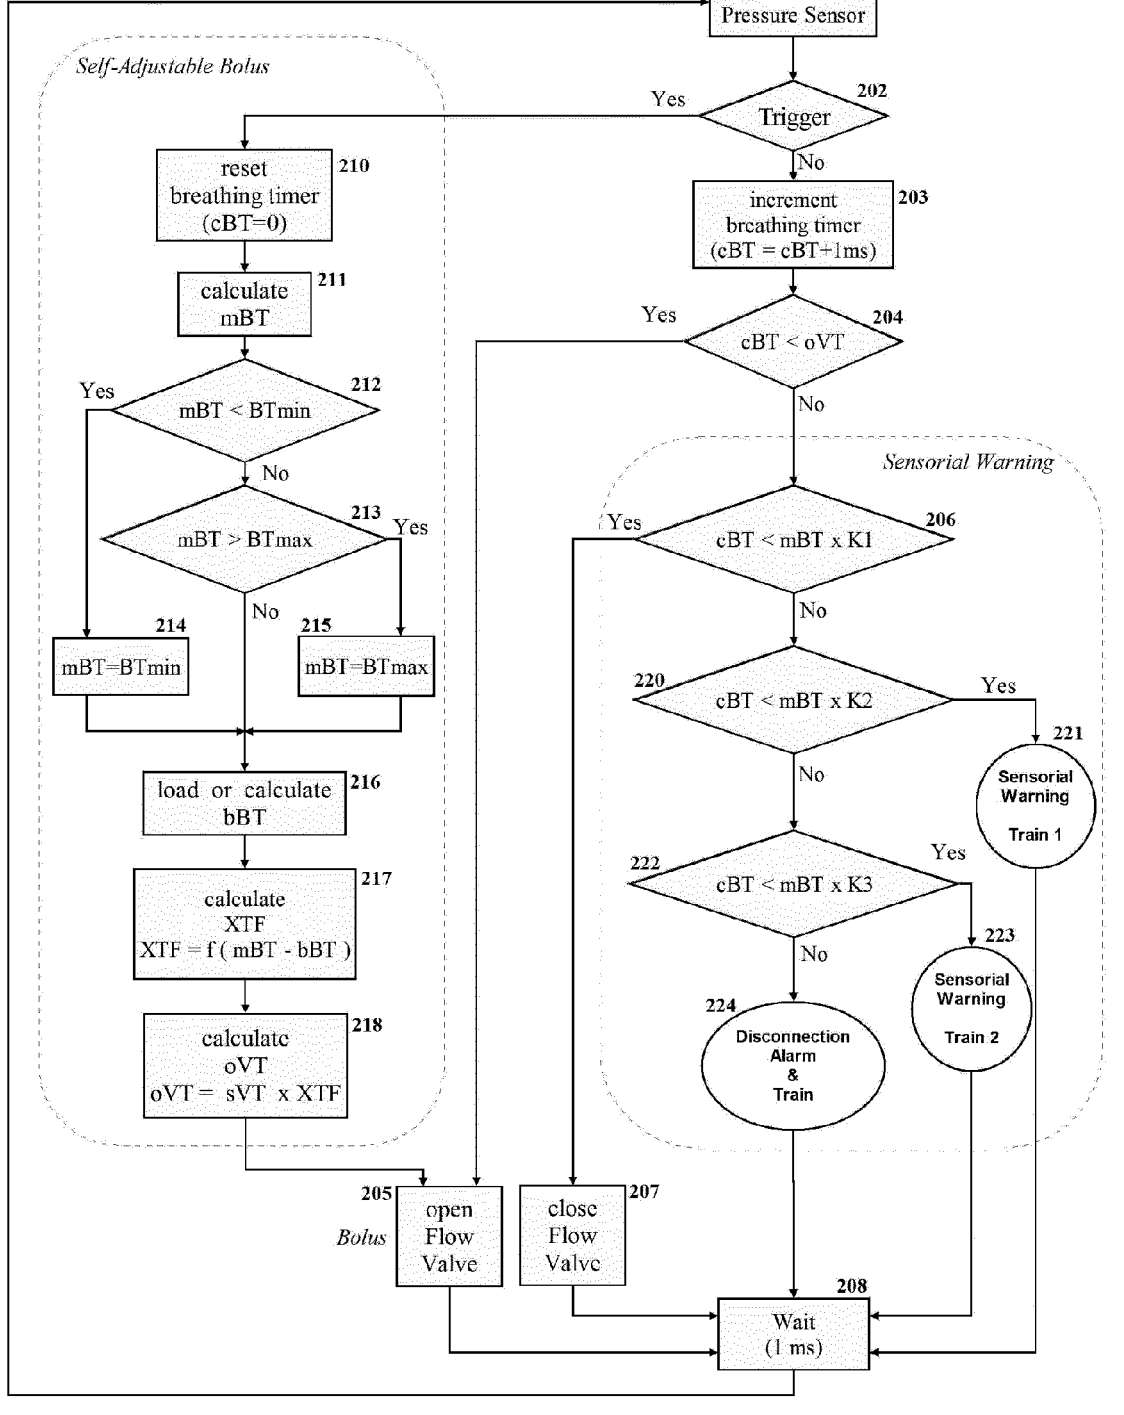 Pressure Sensor
Self-Adjustable Bolus
202
Yes
Trigger
No
210
reset
breathing timer
(cBT=0)
203
increment
breathing timer
(cBT = cBT+1ms)
211
calculate
mBT
Yes
204
cBT < oVT
No
Yes
212
mBT < BTmin
No
Sensorial Warning
213
Yes
mBT > BTmax
No
Yes
206
cBT < mBT x K1
No
214
mBT=BTmin
215
mBT=BTmax
220
cBT < mBT x K2
Yes
No
221
Sensorial
Warning
Train 1
load or calculate
bBT
216
222
cBT < mBT x K3
Yes
No
217
calculate
XTF
XTF = f ( mBT - bBT )
223
Sensorial
Warning
Train 2
218
calculate
oVT
oVT = sVT x XTF
224
Disconnection
Alarm
&
Train
205
Bolus
open
Flow
Valve
207
close
Flow
Valve
208
Wait
(1 ms)